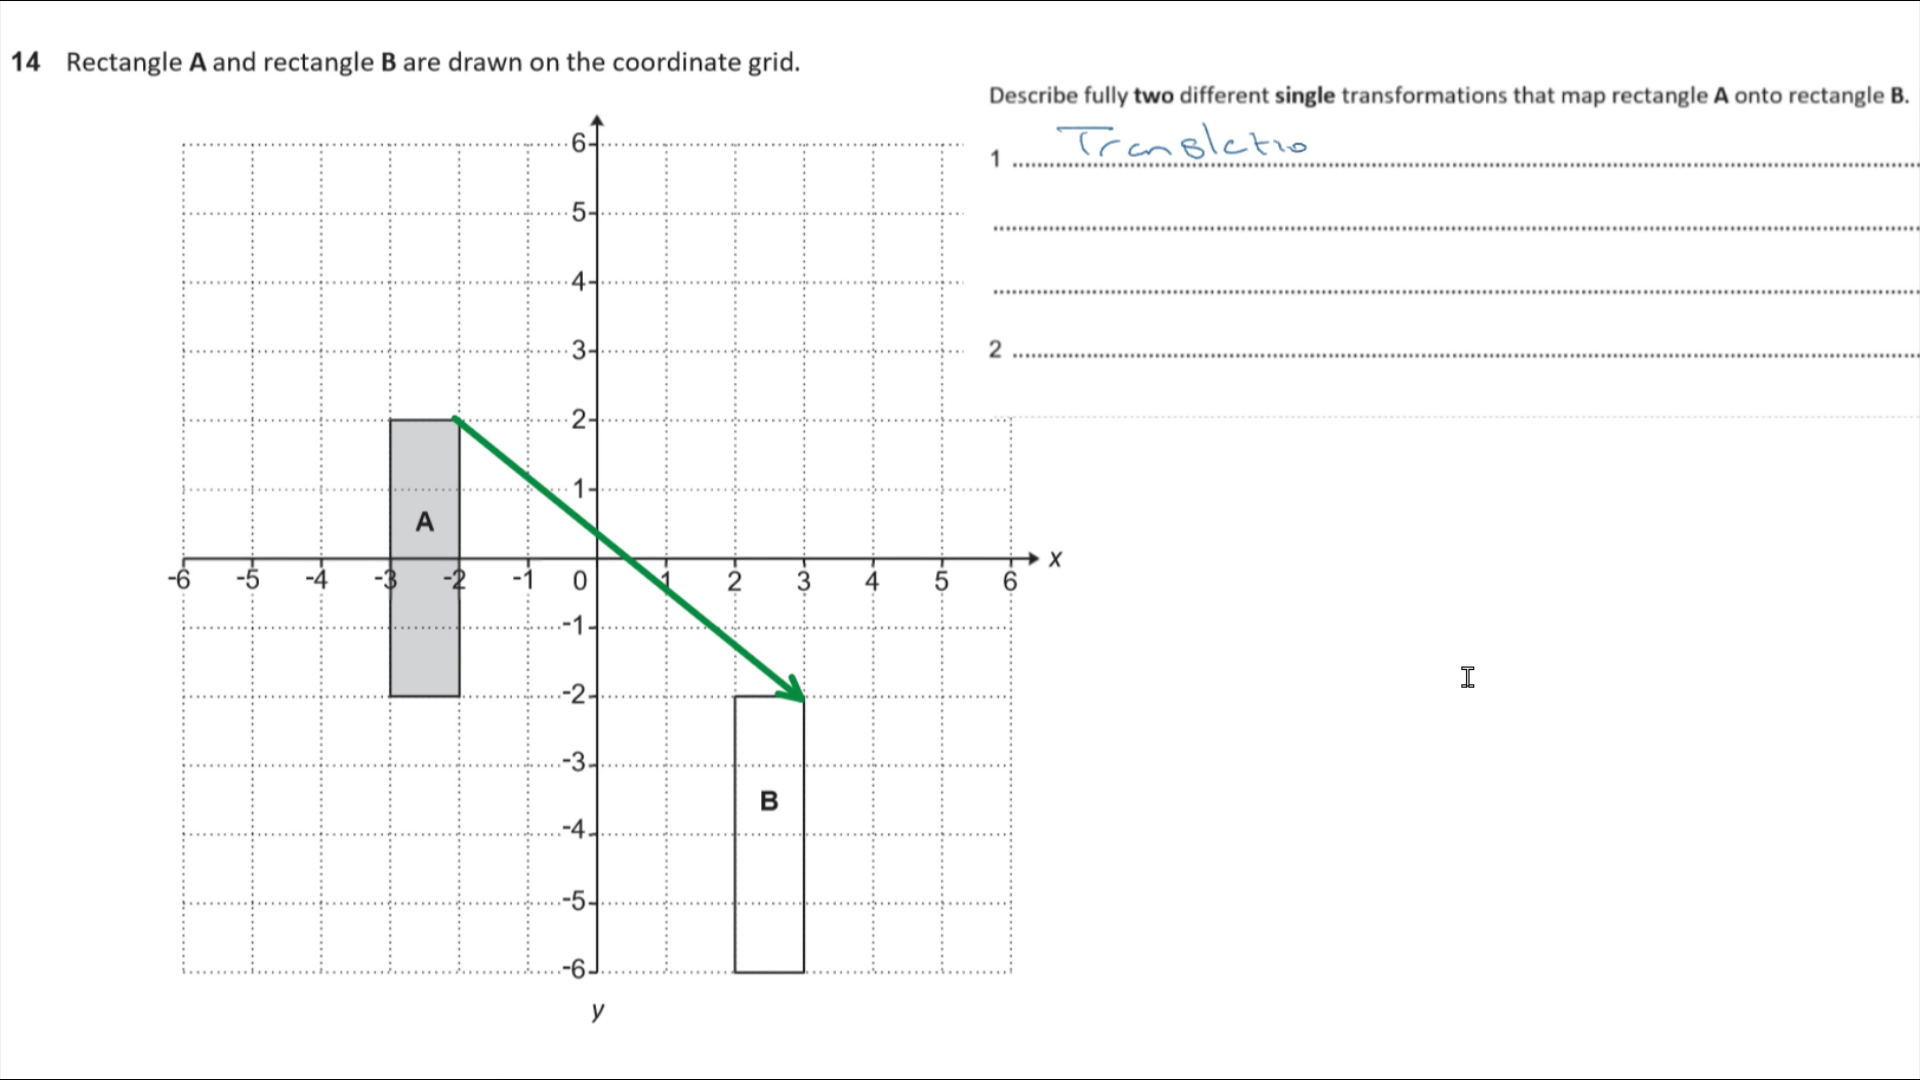 14 Rectangle A and rectangle B are drawn on the coordinate grid.
Describe fully two different single transformations that map rectangle A onto rectangle B.
1 Translatio
2
6
5
4
3
2
1
A
-6 -5 -4 -3 -2 -1 0 1 2 3 4 5 6 x
-1
-2
-3
B
-4
-5
-6
y